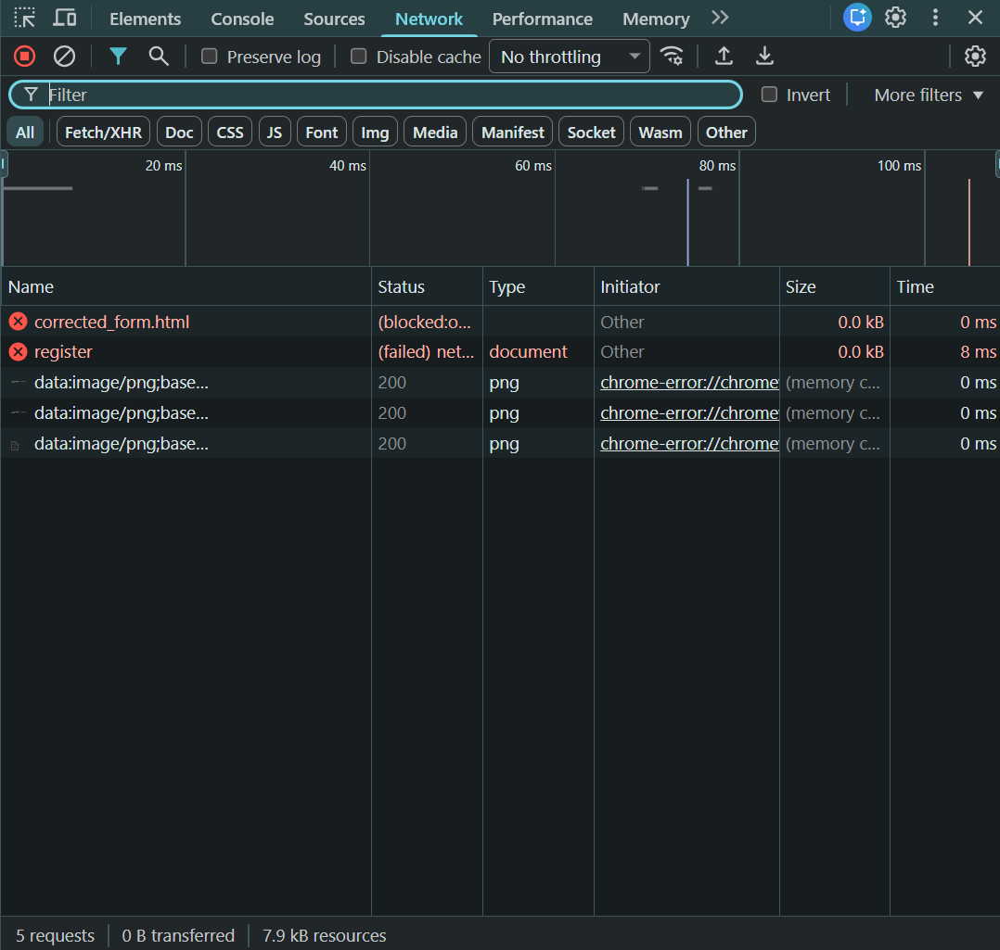 Elements Console Sources Network Performance Memory
Preserve log Disable cache No throttling
Filter Invert More filters
All Fetch/XHR Doc CSS JS Font Img Media Manifest Socket Wasm Other
20 ms 40 ms 60 ms 80 ms 100 ms
Name Status Type Initiator Size Time
corrected_form.html (blocked:o... Other 0.0 kB 0 ms
register (failed) net... document Other 0.0 kB 8 ms
data:image/png;base... 200 png chrome-error://chrome (memory c... 0 ms
data:image/png;base... 200 png chrome-error://chrome (memory c... 0 ms
data:image/png;base... 200 png chrome-error://chrome (memory c... 0 ms
5 requests 0 B transferred 7.9 kB resources